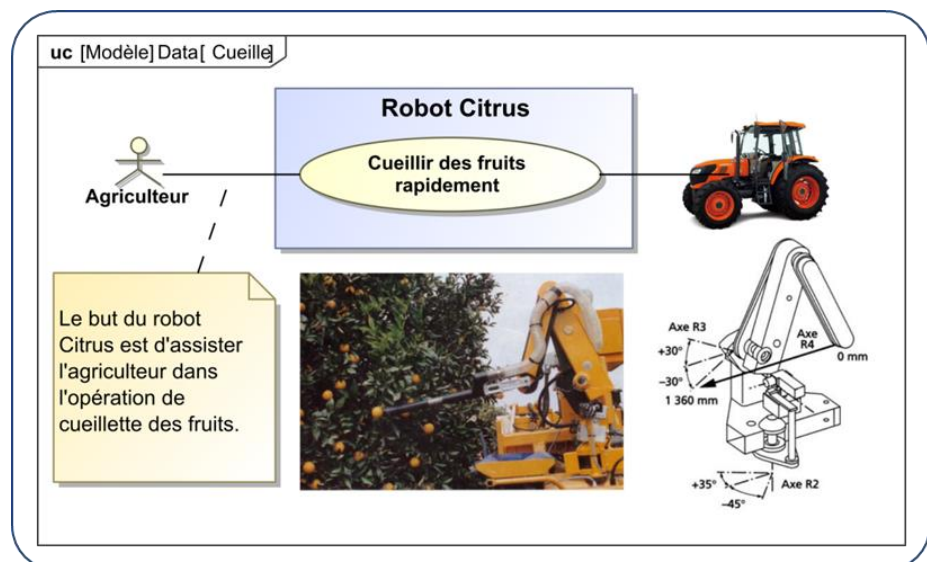 uc [Modèle] Data[ Cueille]
Robot Citrus
Cueillir des fruits
rapidement
Agriculteur
Le but du robot
Citrus est d'assister
l'agriculteur dans
l'opération de
cueillette des fruits.
Axe R3
+30°
–30°
1 360 mm
Axe
R4
0 mm
+35°
–45°
Axe R2